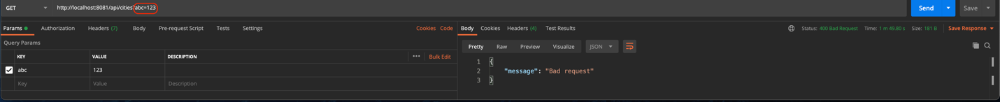 GET http://localhost:8081/api/cities?abc=123 Send Save
Params Authorization Headers (7) Body Pre-request Script Tests Settings Cookies Code
Body Cookies Headers (4) Test Results Status: 400 Bad Request Time: 1 m 49.80 s Size: 181 B Save Response
Query Params
Pretty Raw Preview Visualize JSON
KEY VALUE DESCRIPTION ••• Bulk Edit
abc 123
Key Value Description
1 {
2 "message": "Bad request"
3 }